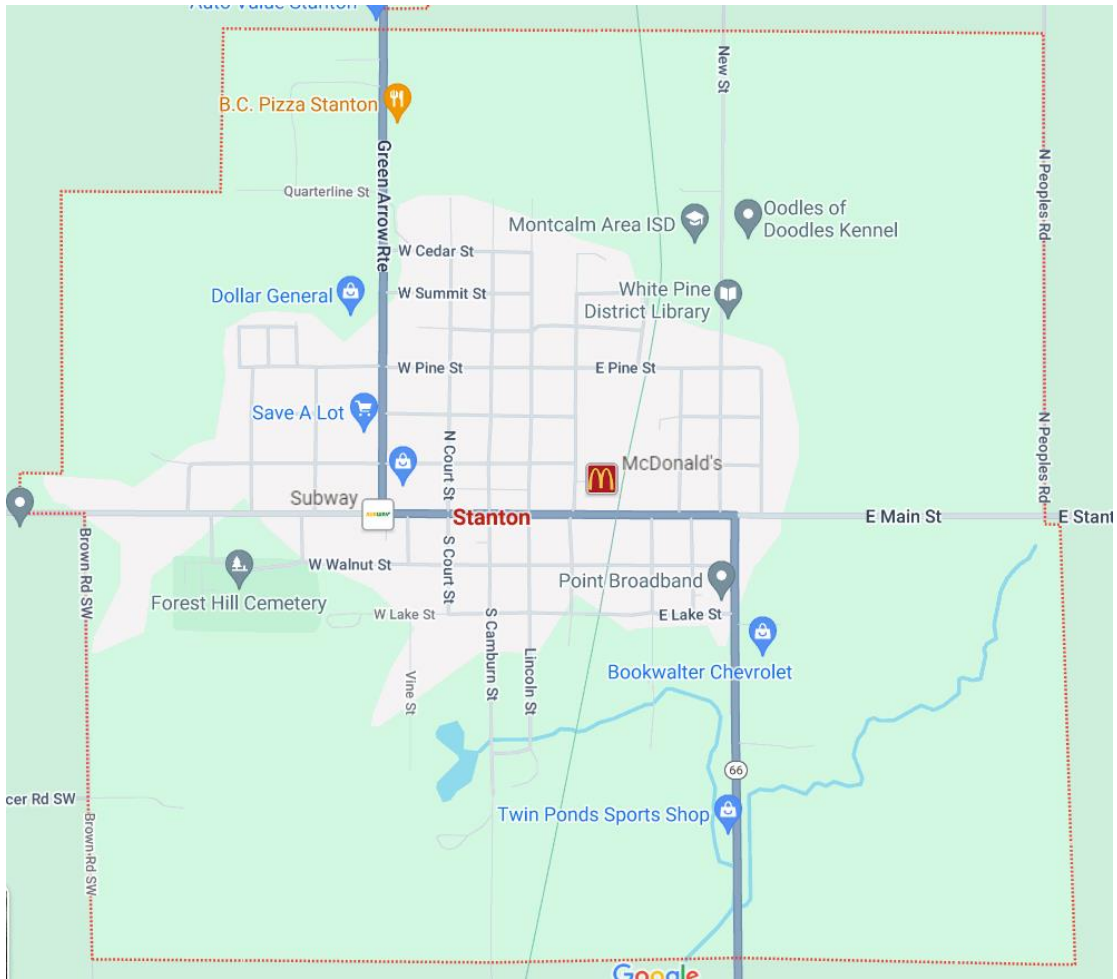 Auto Value Stanton
New St
B.C. Pizza Stanton
Green Arrow Rte
N Peoples Rd
Quarterline St
Montcalm Area ISD
Oodles of
Doodles Kennel
W Cedar St
Dollar General
W Summit St
White Pine
District Library
W Pine St
E Pine St
Save A Lot
N Court St
N Peoples Rd
McDonald's
Subway
SUBWAY
Stanton
E Main St
E Stant
Brown Rd SW
S Court St
W Walnut St
Point Broadband
Forest Hill Cemetery
W Lake St
E Lake St
S Camburn St
Lincoln St
Vine St
Bookwalter Chevrolet
66
cer Rd SW
Twin Ponds Sports Shop
Brown Rd SW
Google